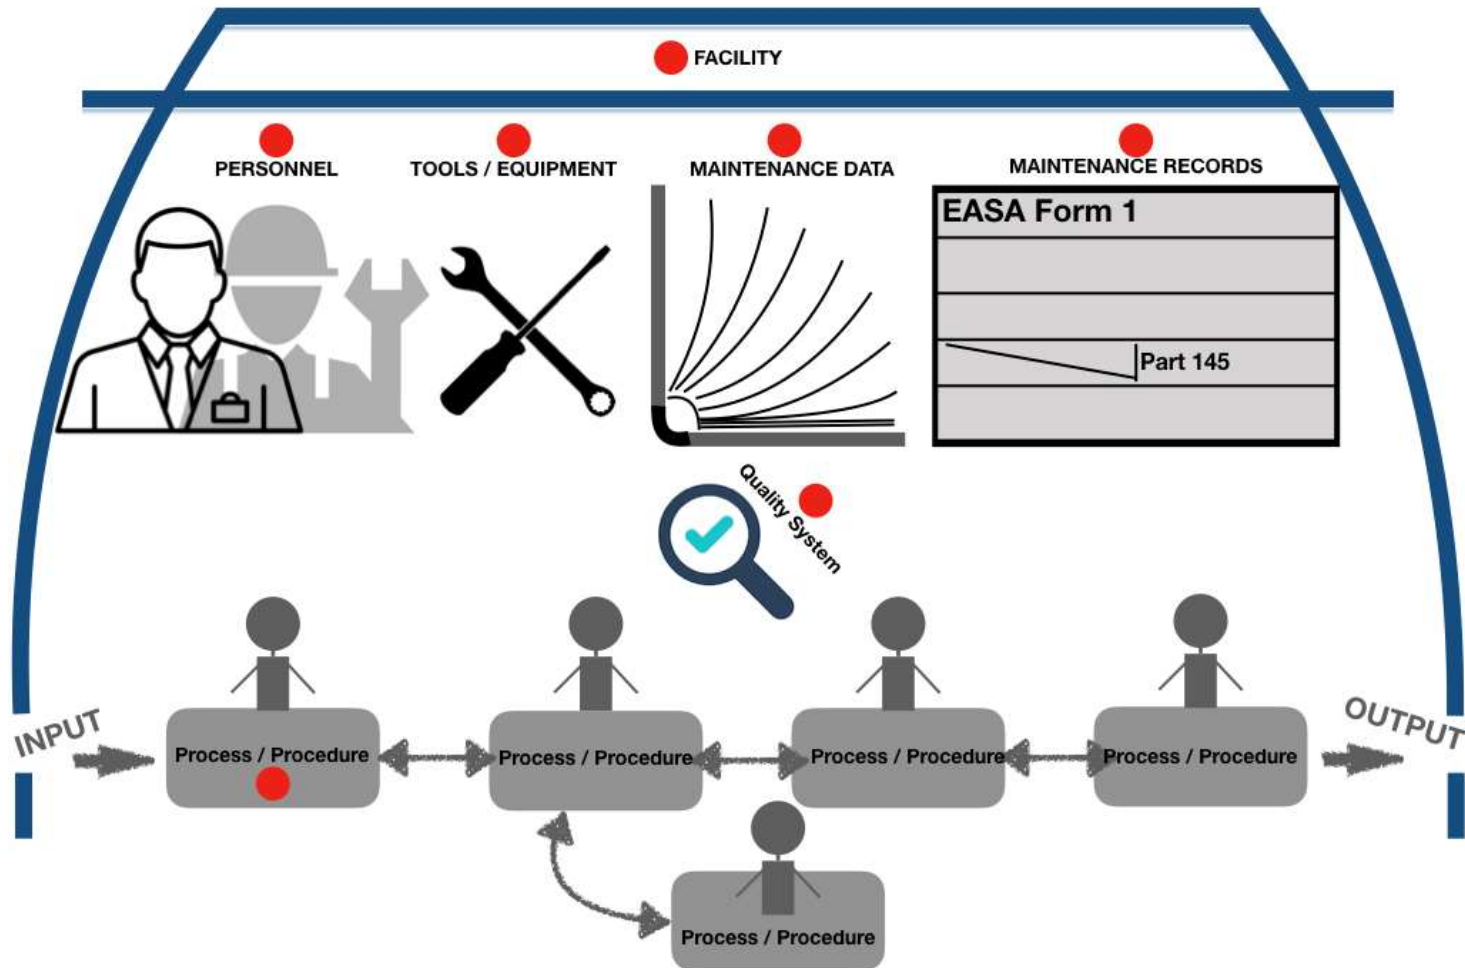 FACILITY
PERSONNEL
TOOLS / EQUIPMENT
MAINTENANCE DATA
MAINTENANCE RECORDS
EASA Form 1
Part 145
Quality System
INPUT
OUTPUT
Process / Procedure
Process / Procedure
Process / Procedure
Process / Procedure
Process / Procedure